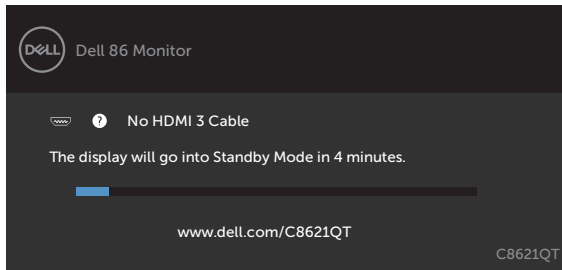 DELL Dell 86 Monitor
? No HDMI 3 Cable
The display will go into Standby Mode in 4 minutes.
www.dell.com/C8621QT
C8621QT